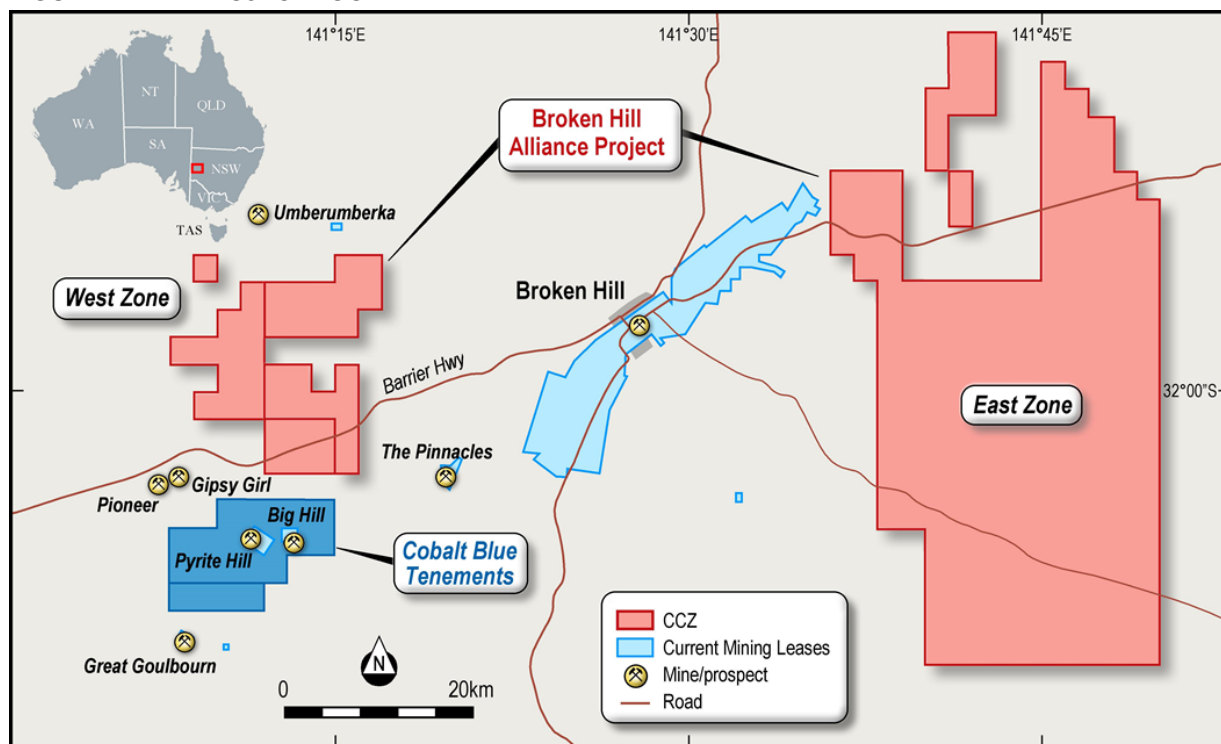 141°15'E
141°30'E
141°45'E
WA
NT
QLD
SA
NSW
VIC
TAS
Umberumberka
Broken Hill
Alliance Project
West Zone
Broken Hill
Barrier Hwy
32°00"S
East Zone
The Pinnacles
Pioneer
Gipsy Girl
Big Hill
Pyrite Hill
Cobalt Blue
Tenements
Great Goulbourn
N
0
20km
CCZ
Current Mining Leases
Mine/prospect
Road